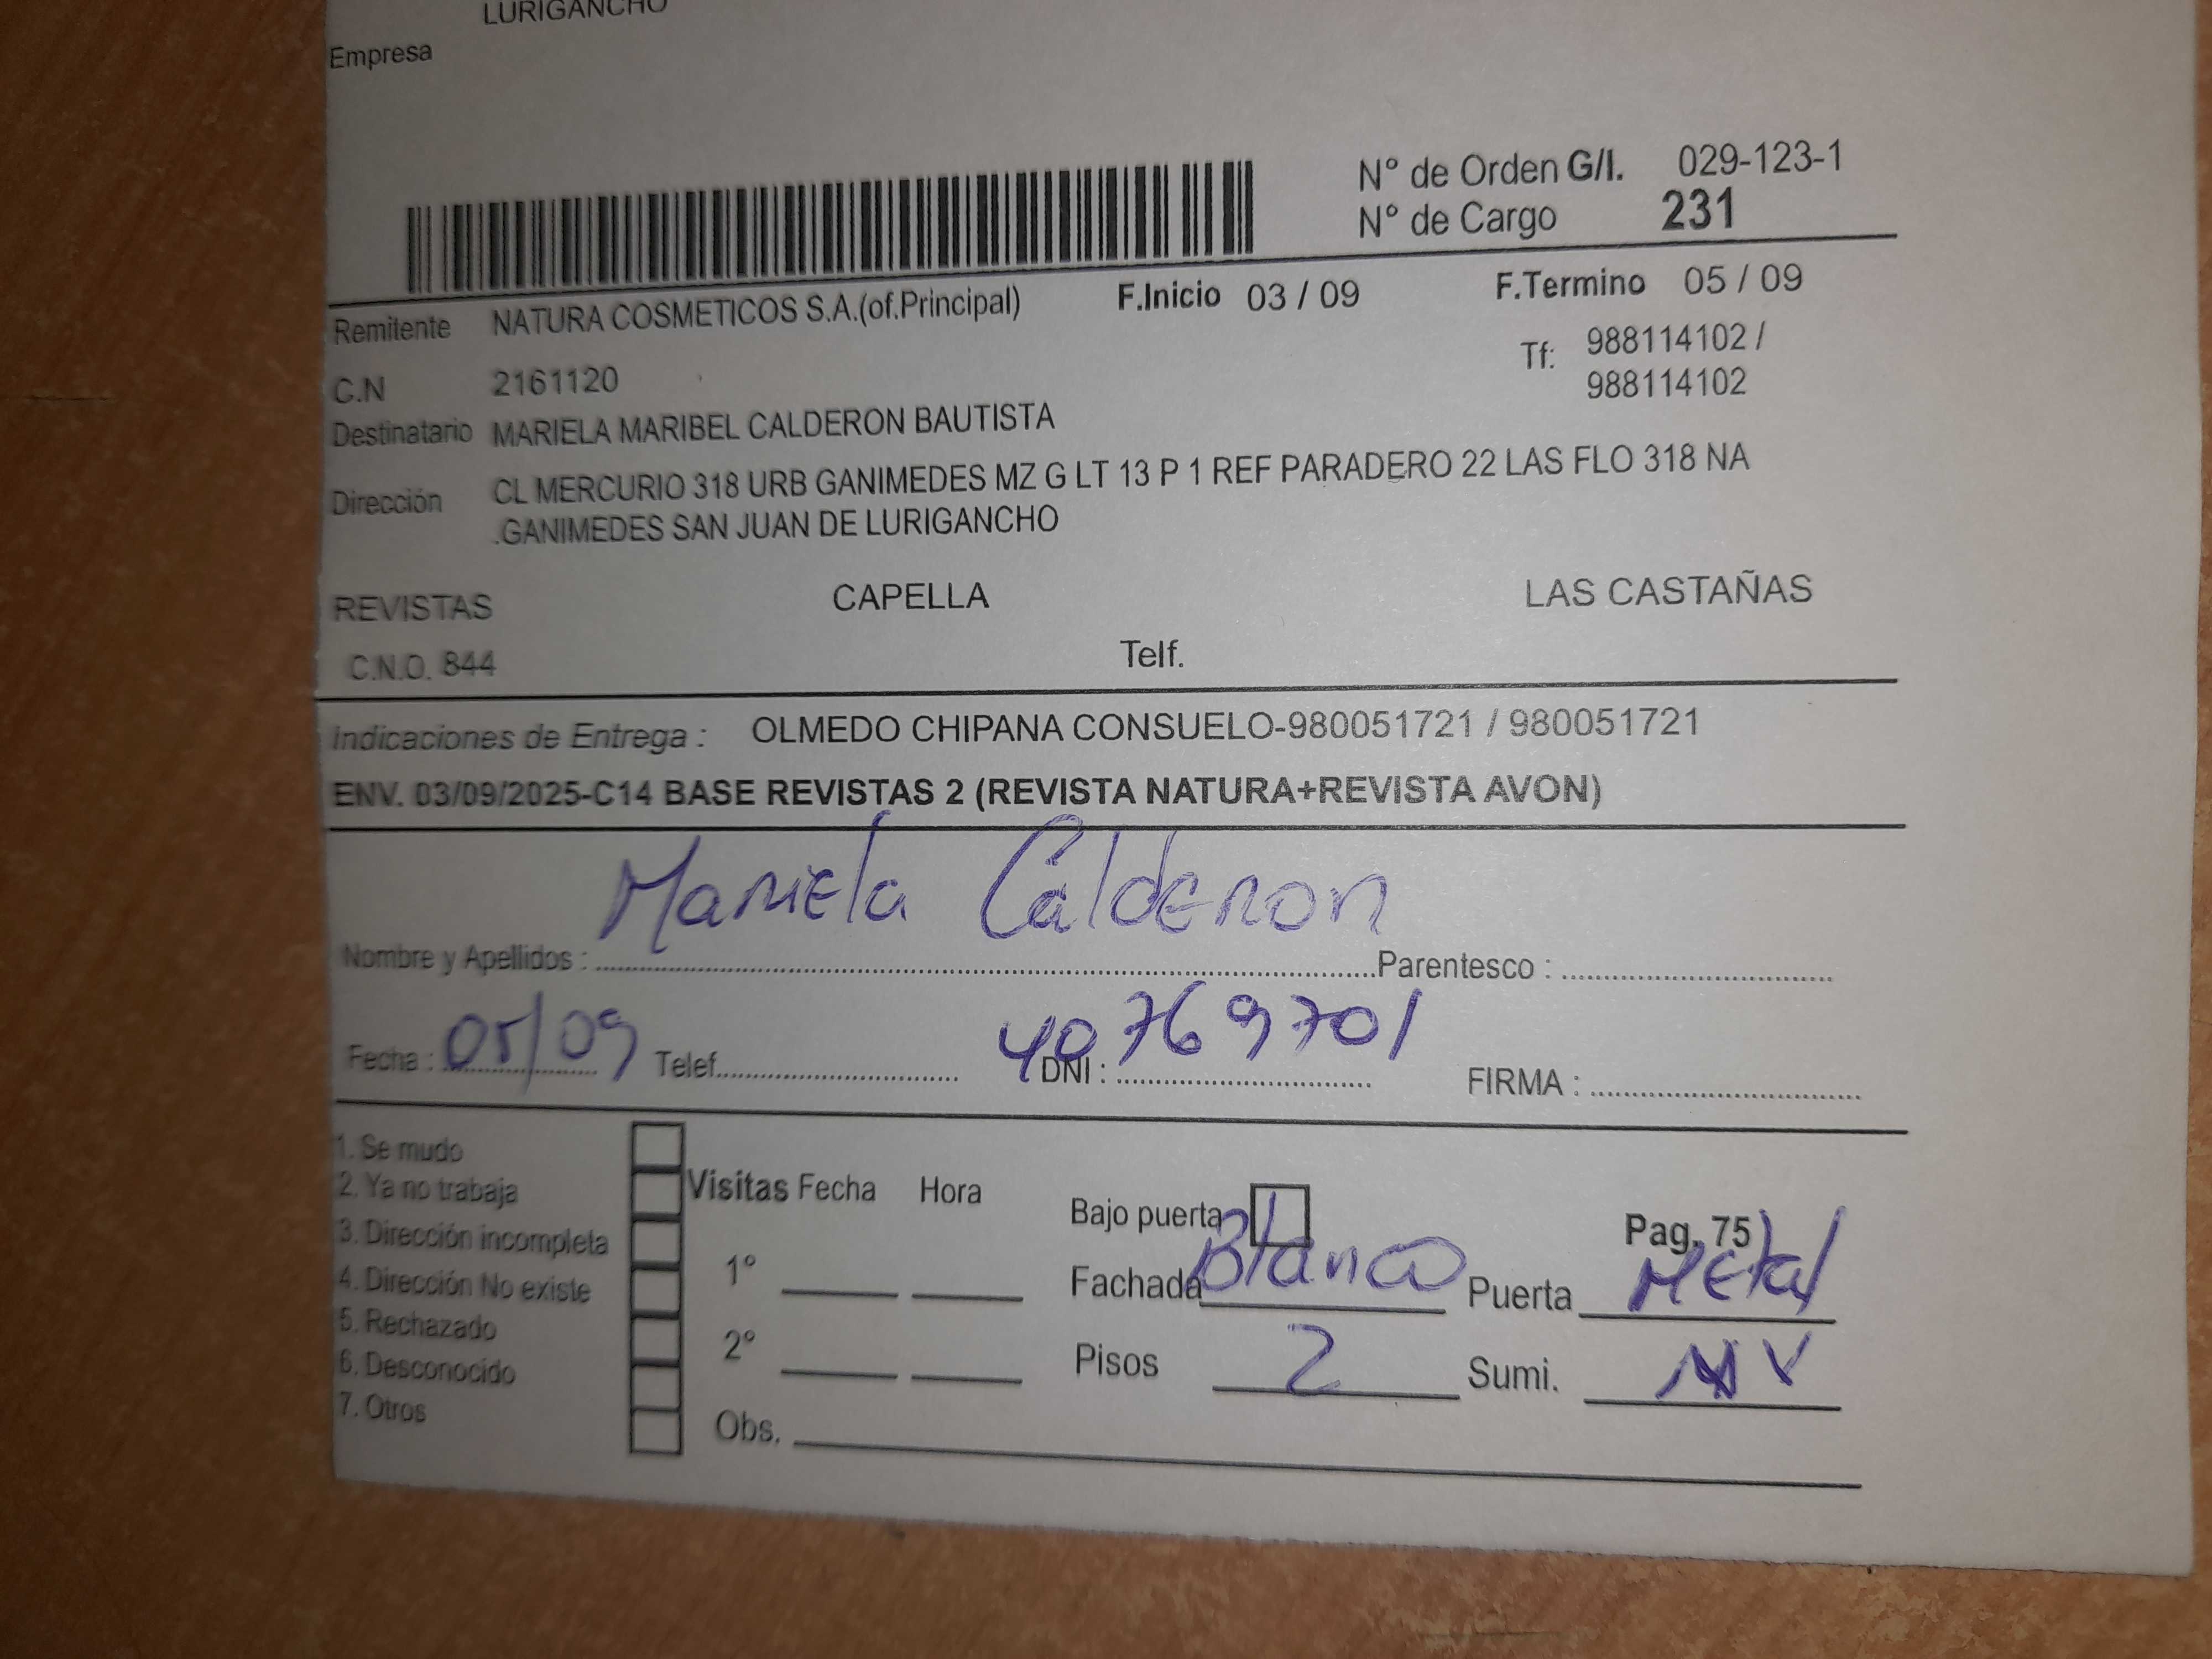 LURIGANCHO
Empresa
N° de Orden G/I. 029-123-1
N° de Cargo 231
Remitente NATURA COSMETICOS S.A.(of.Principal) F.Inicio 03 / 09 F.Termino 05 / 09
C.N 2161120 Tf: 988114102 /
988114102
Destinatario MARIELA MARIBEL CALDERON BAUTISTA
Dirección CL MERCURIO 318 URB GANIMEDES MZ G LT 13 P 1 REF PARADERO 22 LAS FLO 318 NA
.GANIMEDES SAN JUAN DE LURIGANCHO
REVISTAS CAPELLA LAS CASTAÑAS
C.N.O. 844 Telf.
Indicaciones de Entrega : OLMEDO CHIPANA CONSUELO-980051721 / 980051721
ENV. 03/09/2025-C14 BASE REVISTAS 2 (REVISTA NATURA+REVISTA AVON)
Nombre y Apellidos : Mariela Calderon Parentesco :
Fecha : 05/09 Telef. DNI : 40769701 FIRMA :
1. Se mudo
2. Ya no trabaja Visitas Fecha Hora Bajo puerta Pag. 75
3. Dirección incompleta
4. Dirección No existe 1° Fachada Blanco Puerta Metal
5. Rechazado
6. Desconocido 2° Pisos 2 Sumi.
7. Otros Obs.